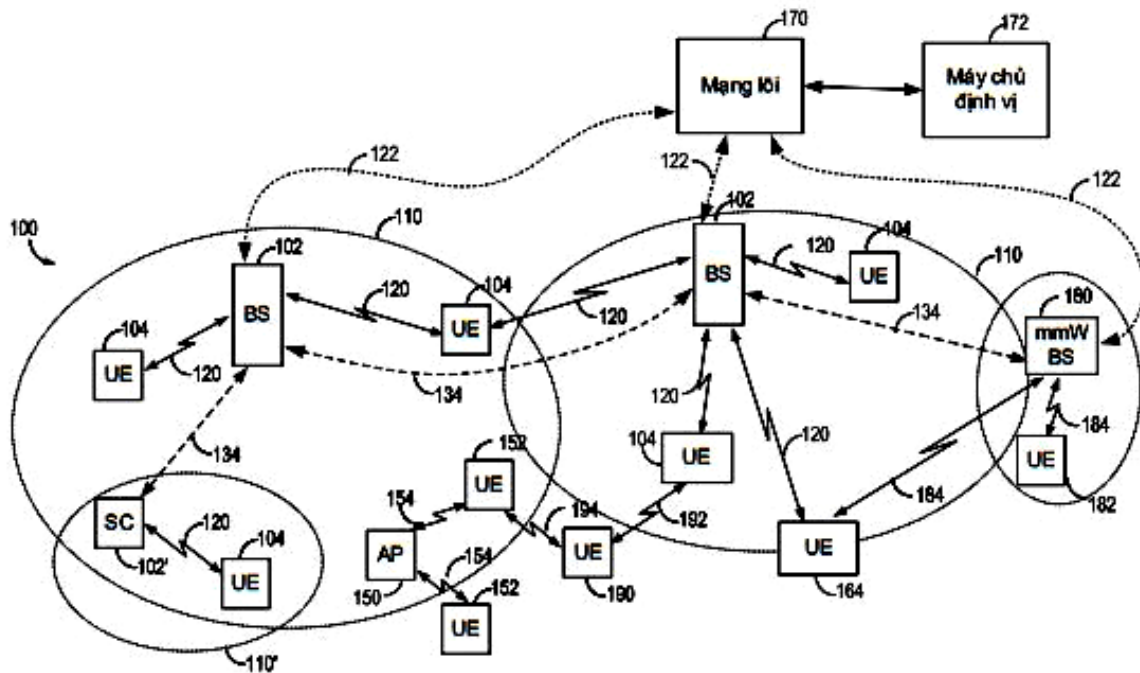 170
172
Mạng lõi
Máy chủ
định vị
122
122
122
100
110
102
102
104
110
120
UE
BS
BS
104
120
UE
120
104
UE
120
134
180
mmW
BS
120
134
134
120
184
UE
182
152
104
UE
120
184
UE
154
194
192
SC
120
104
102'
UE
AP
150
154
152
UE
UE
190
UE
164
110'